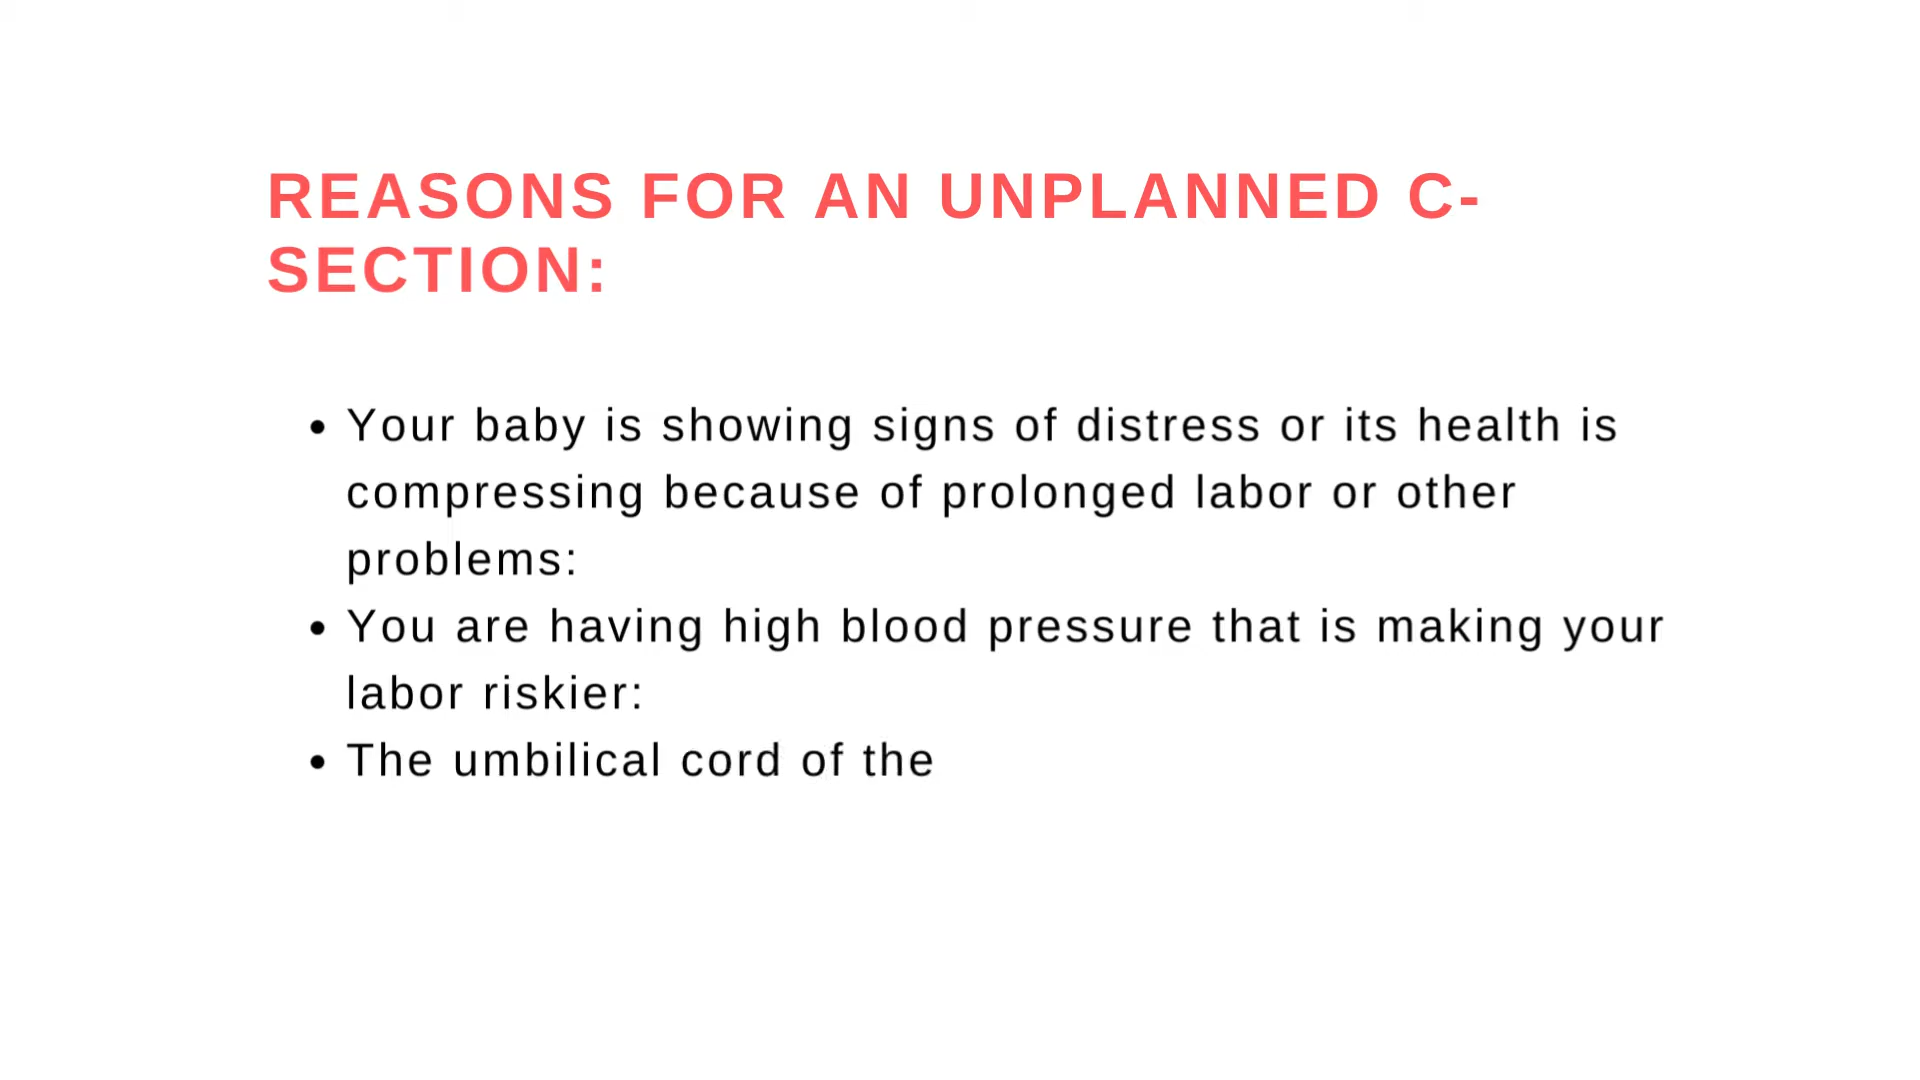 REASONS FOR AN UNPLANNED C-
SECTION:
• Your baby is showing signs of distress or its health is
compressing because of prolonged labor or other
problems:
• You are having high blood pressure that is making your
labor riskier:
• The umbilical cord of the